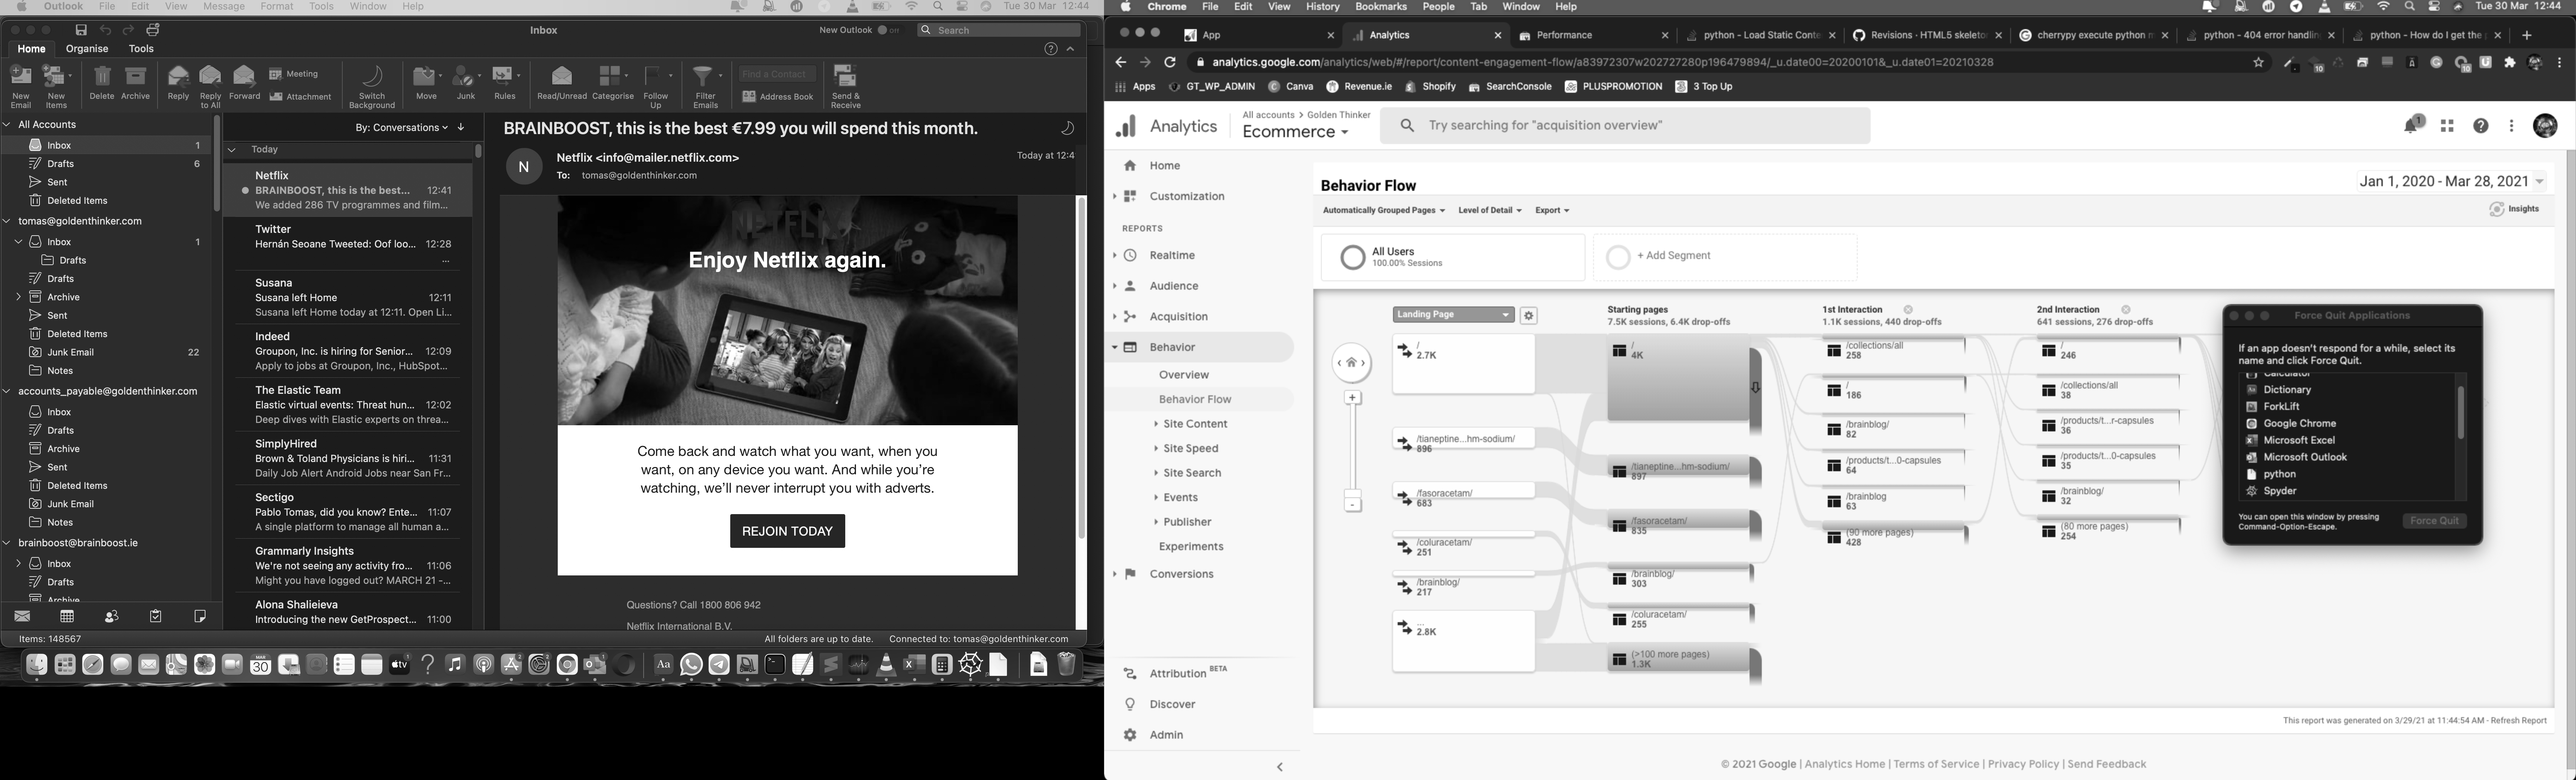 Outlook File Edit View Message Format Tools Window Help
Tue 30 Mar 12:44
Inbox
New Outlook on
Search
Home Organise Tools
New Email
New Items
Delete
Archive
Reply
Reply to All
Forward
Meeting
Attachment
Switch Background
Move
Junk
Rules
Read/Unread
Categorise
Follow Up
Filter Emails
Find a Contact
Address Book
Send & Receive
All Accounts
Inbox 1
Drafts 6
Sent
Deleted Items
tomas@goldenthinker.com
Inbox 1
Drafts
Drafts
Archive
Sent
Deleted Items
Junk Email 22
Notes
accounts_payable@goldenthinker.com
Inbox
Drafts
Archive
Sent
Deleted Items
Junk Email
Notes
brainboost@brainboost.ie
Inbox
Drafts
Archive
Items: 148567
By: Conversations
Today
Netflix
BRAINBOOST, this is the best... 12:41
We added 286 TV programmes and film...
Twitter
Hernán Seoane Tweeted: Oof loo... 12:28
...
Susana
Susana left Home 12:11
Susana left Home today at 12:11. Open Li...
Indeed
Groupon, Inc. is hiring for Senior... 12:09
Apply to jobs at Groupon, Inc., HubSpot...
The Elastic Team
Elastic virtual events: Threat hun... 12:02
Deep dives with Elastic experts on threa...
SimplyHired
Brown & Toland Physicians is hiri... 11:31
Daily Job Alert Android Jobs near San Fr...
Sectigo
Pablo Tomas, did you know? Ente... 11:07
A single platform to manage all human a...
Grammarly Insights
We're not seeing any activity fro... 11:06
Might you have logged out? MARCH 21 -...
Alona Shalieieva
Introducing the new GetProspect... 11:00
BRAINBOOST, this is the best €7.99 you will spend this month.
N
Netflix <info@mailer.netflix.com>
Today at 12:4
To: tomas@goldenthinker.com
NETFLIX
Enjoy Netflix again.
Come back and watch what you want, when you
want, on any device you want. And while you're
watching, we'll never interrupt you with adverts.
REJOIN TODAY
Questions? Call 1800 806 942
Netflix International B.V.
All folders are up to date. Connected to: tomas@goldenthinker.com
MAR
30
tv
Aa
Chrome File Edit View History Bookmarks People Tab Window Help
Tue 30 Mar 12:44
App
Analytics
Performance
python - Load Static Conte
Revisions · HTML5 skeleto
cherrypy execute python m
python - 404 error handlin
python - How do I get the p
analytics.google.com/analytics/web/#/report/content-engagement-flow/a83972307w202727280p196479894/_u.date00=20200101&_u.date01=20210328
Apps GT_WP_ADMIN Canva Revenue.ie Shopify SearchConsole PLUSPROMOTION 3 Top Up
Analytics
All accounts > Golden Thinker
Ecommerce
Try searching for "acquisition overview"
1
Home
Customization
REPORTS
Realtime
Audience
Acquisition
Behavior
Overview
Behavior Flow
Site Content
Site Speed
Site Search
Events
Publisher
Experiments
Conversions
Attribution BETA
Discover
Admin
Behavior Flow
Jan 1, 2020 - Mar 28, 2021
Automatically Grouped Pages Level of Detail Export
Insights
All Users
100.00% Sessions
+ Add Segment
Landing Page
/
2.7K
/tianeptine...hm-sodium/
896
/fasoracetam/
683
/coluracetam/
251
/brainblog/
217
...
2.8K
Starting pages
7.5K sessions, 6.4K drop-offs
/
4K
/tianeptine...hm-sodium/
897
/fasoracetam/
835
/brainblog/
303
/coluracetam/
255
(>100 more pages)
1.3K
1st Interaction
1.1K sessions, 440 drop-offs
/collections/all
258
/
186
/brainblog/
82
/products/t...0-capsules
64
/brainblog
63
(90 more pages)
428
2nd Interaction
641 sessions, 276 drop-offs
/
246
/collections/all
38
/products/t...r-capsules
36
/products/t...0-capsules
35
/brainblog/
32
(80 more pages)
254
Force Quit Applications
If an app doesn't respond for a while, select its
name and click Force Quit.
Calculator
Dictionary
ForkLift
Google Chrome
Microsoft Excel
Microsoft Outlook
python
Spyder
You can open this window by pressing
Command-Option-Escape.
Force Quit
This report was generated on 3/29/21 at 11:44:54 AM - Refresh Report
© 2021 Google | Analytics Home | Terms of Service | Privacy Policy | Send Feedback